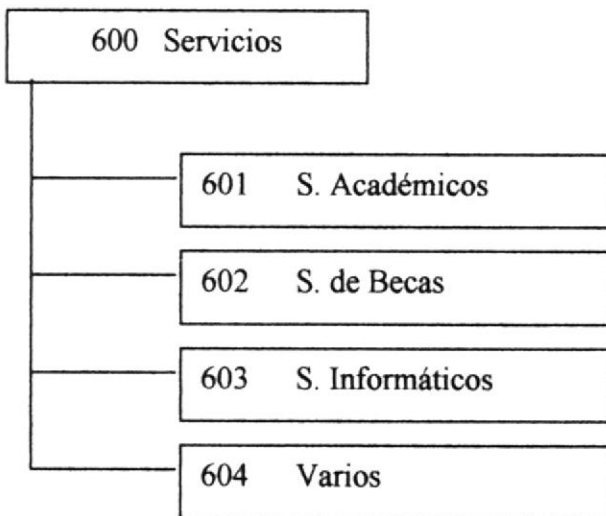 600 Servicios
601 S. Académicos
602 S. de Becas
603 S. Informáticos
604 Varios